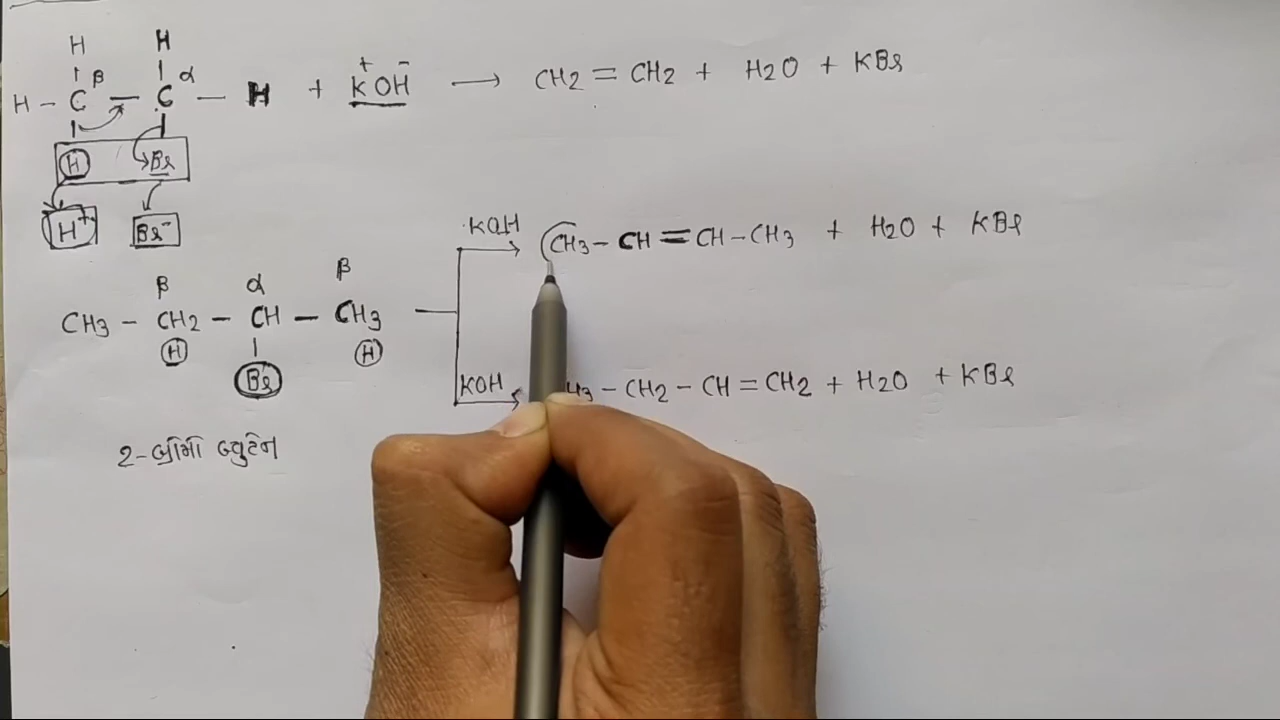 H H
H – C β – C α – H + K⁺OH⁻ ⟶ CH2 = CH2 + H2O + KBr
H Br
H⁺ Br⁻
KOH CH3 – CH = CH – CH3 + H2O + KBr
β α β
CH3 – CH2 – CH – CH3
H Br H
KOH H3 – CH2 – CH = CH2 + H2O + KBr
2-ब्रोमो ब्युटेन